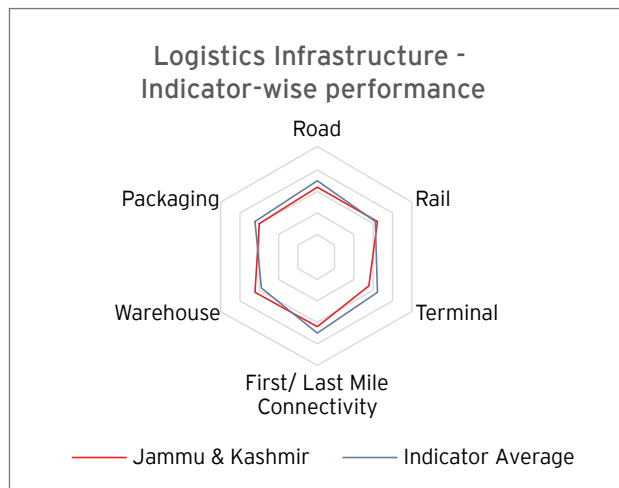 Logistics Infrastructure -
Indicator-wise performance
Road
Packaging
Rail
Warehouse
Terminal
First/ Last Mile
Connectivity
Jammu & Kashmir
Indicator Average